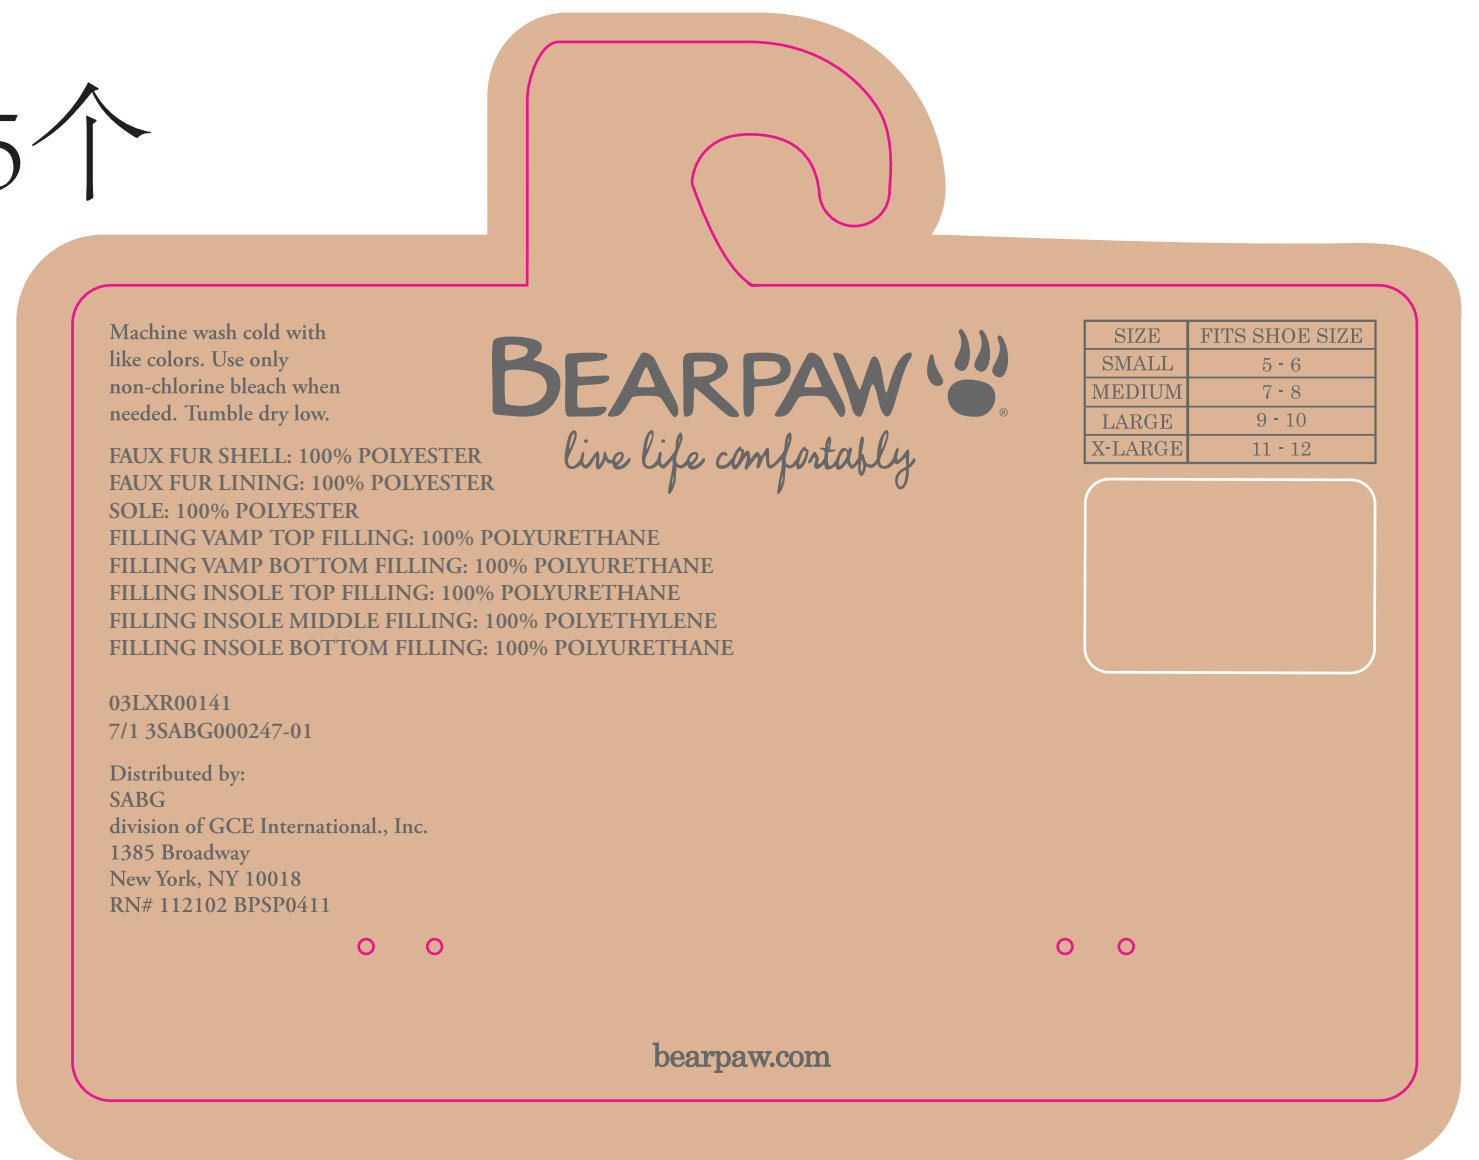 5个
Machine wash cold with
like colors. Use only
non-chlorine bleach when
needed. Tumble dry low.
FAUX FUR SHELL: 100% POLYESTER
FAUX FUR LINING: 100% POLYESTER
SOLE: 100% POLYESTER
FILLING VAMP TOP FILLING: 100% POLYURETHANE
FILLING VAMP BOTTOM FILLING: 100% POLYURETHANE
FILLING INSOLE TOP FILLING: 100% POLYURETHANE
FILLING INSOLE MIDDLE FILLING: 100% POLYETHYLENE
FILLING INSOLE BOTTOM FILLING: 100% POLYURETHANE
03LXR00141
7/1 3SABG000247-01
Distributed by:
SABG
division of GCE International., Inc.
1385 Broadway
New York, NY 10018
RN# 112102 BPSP0411
BEARPAW ®
live life comfortably
SIZE FITS SHOE SIZE
SMALL 5 - 6
MEDIUM 7 - 8
LARGE 9 - 10
X-LARGE 11 - 12
bearpaw.com